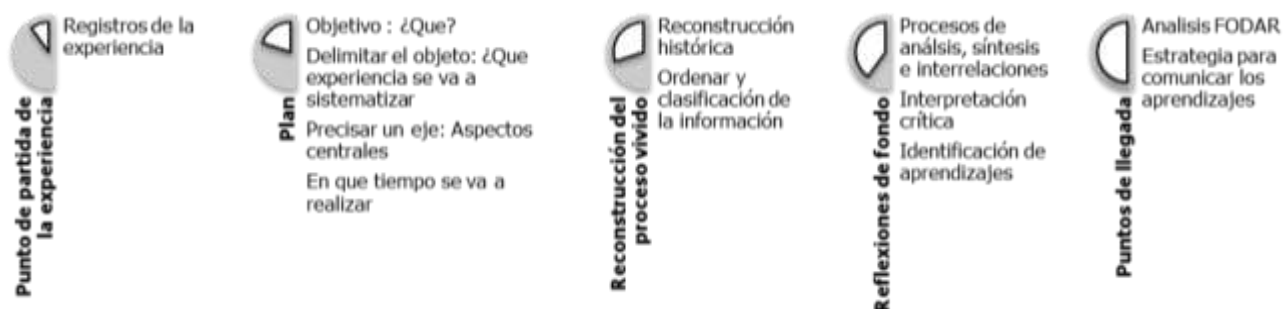 Punto de partida de
la experiencia
Registros de la
experiencia
Plan
Objetivo : ¿Que?
Delimitar el objeto: ¿Que
experiencia se va a
sistematizar
Precisar un eje: Aspectos
centrales
En que tiempo se va a
realizar
Reconstrucción del
proceso vivido
Reconstrucción
histórica
Ordenar y
clasificación de
la información
Reflexiones de fondo
Procesos de
análsis, síntesis
e interrelaciones
Interpretación
crítica
Identificación de
aprendizajes
Puntos de llegada
Analisis FODAR
Estrategia para
comunicar los
aprendizajes